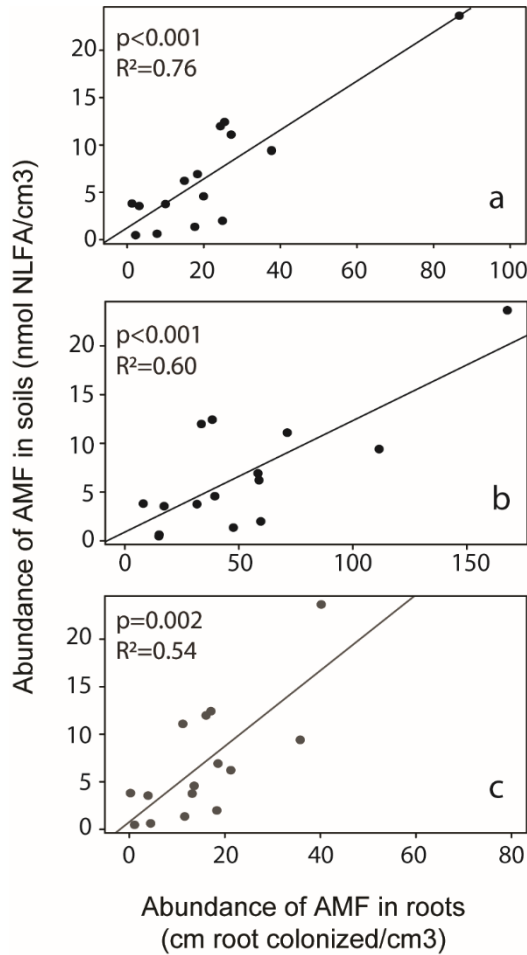 Abundance of AMF in soils (nmol NLFA/cm3)
p<0.001
R²=0.76
20
15
10
5
0
a
0 20 40 60 80 100
p<0.001
R²=0.60
20
15
10
5
0
b
0 50 100 150
p=0.002
R²=0.54
20
15
10
5
0
c
0 20 40 60 80
Abundance of AMF in roots
(cm root colonized/cm3)